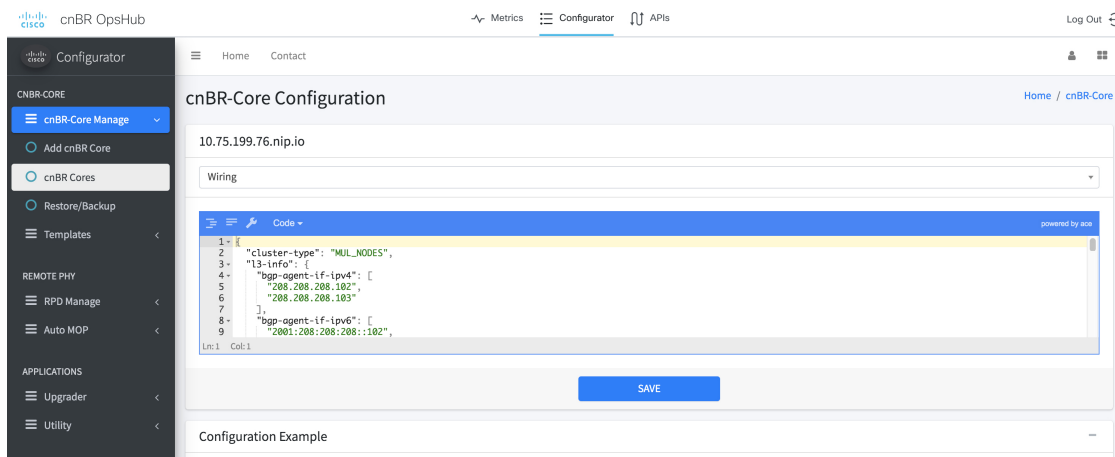 cisco cnBR OpsHub Metrics Configurator APIs Log Out
cisco Configurator Home Contact
CNBR-CORE
cnBR-Core Manage
Add cnBR Core
cnBR Cores
Restore/Backup
Templates
REMOTE PHY
RPD Manage
Auto MOP
APPLICATIONS
Upgrader
Utility
cnBR-Core Configuration Home / cnBR-Core
10.75.199.76.nip.io
Wiring
Code powered by ace
1 {
2 "cluster-type": "MUL_NODES",
3 "l3-info": {
4 "bgp-agent-if-ipv4": [
5 "208.208.208.102",
6 "208.208.208.103"
7 ],
8 "bgp-agent-if-ipv6": [
9 "2001:208:208:208::102",
Ln: 1 Col: 1
SAVE
Configuration Example